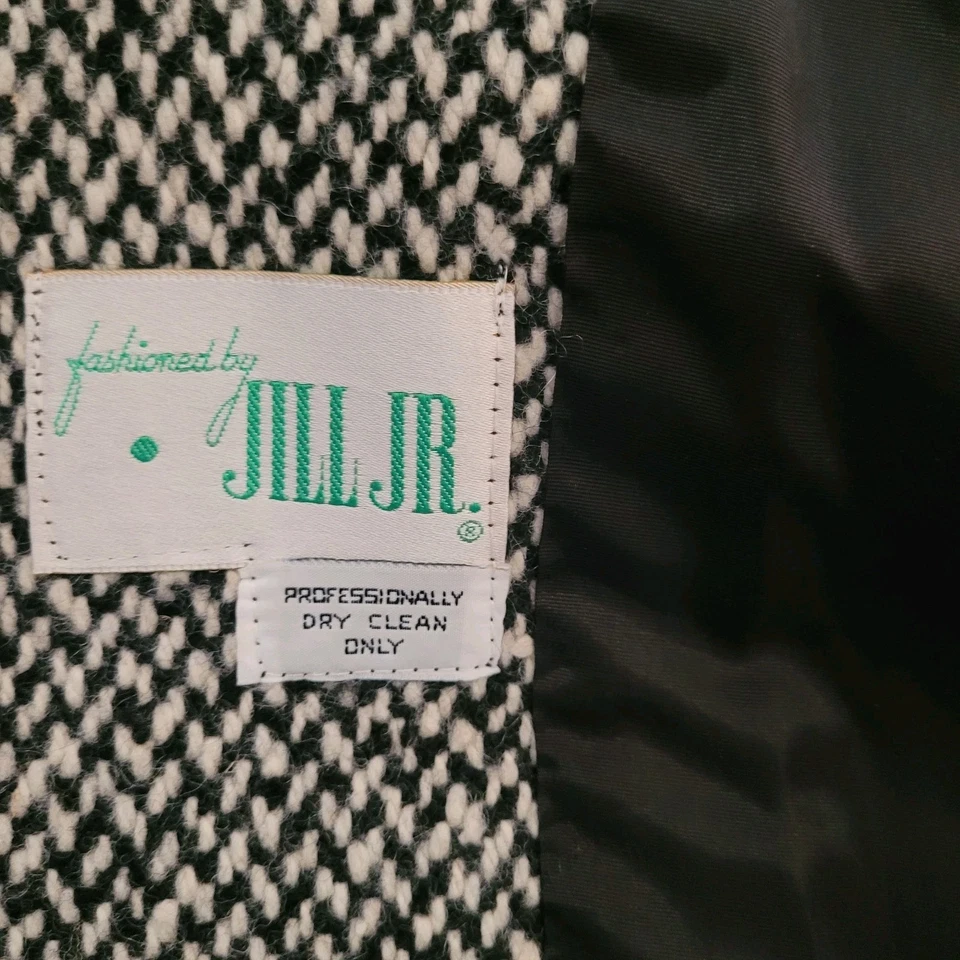 fashioned by
JILL JR.
®
PROFESSIONALLY
DRY CLEAN
ONLY